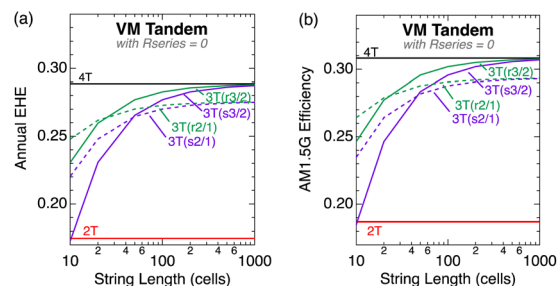 (a)
VM Tandem
with Rseries = 0
4T
3T(r3/2)
3T(s3/2)
3T(r2/1)
3T(s2/1)
2T
Annual EHE
0.30
0.25
0.20
10
2
4
6
100
2
4
6
1000
String Length (cells)
(b)
VM Tandem
with Rseries = 0
4T
3T(r3/2)
3T(s3/2)
3T(r2/1)
3T(s2/1)
2T
AM1.5G Efficiency
0.30
0.25
0.20
10
2
4
6
100
2
4
6
1000
String Length (cells)